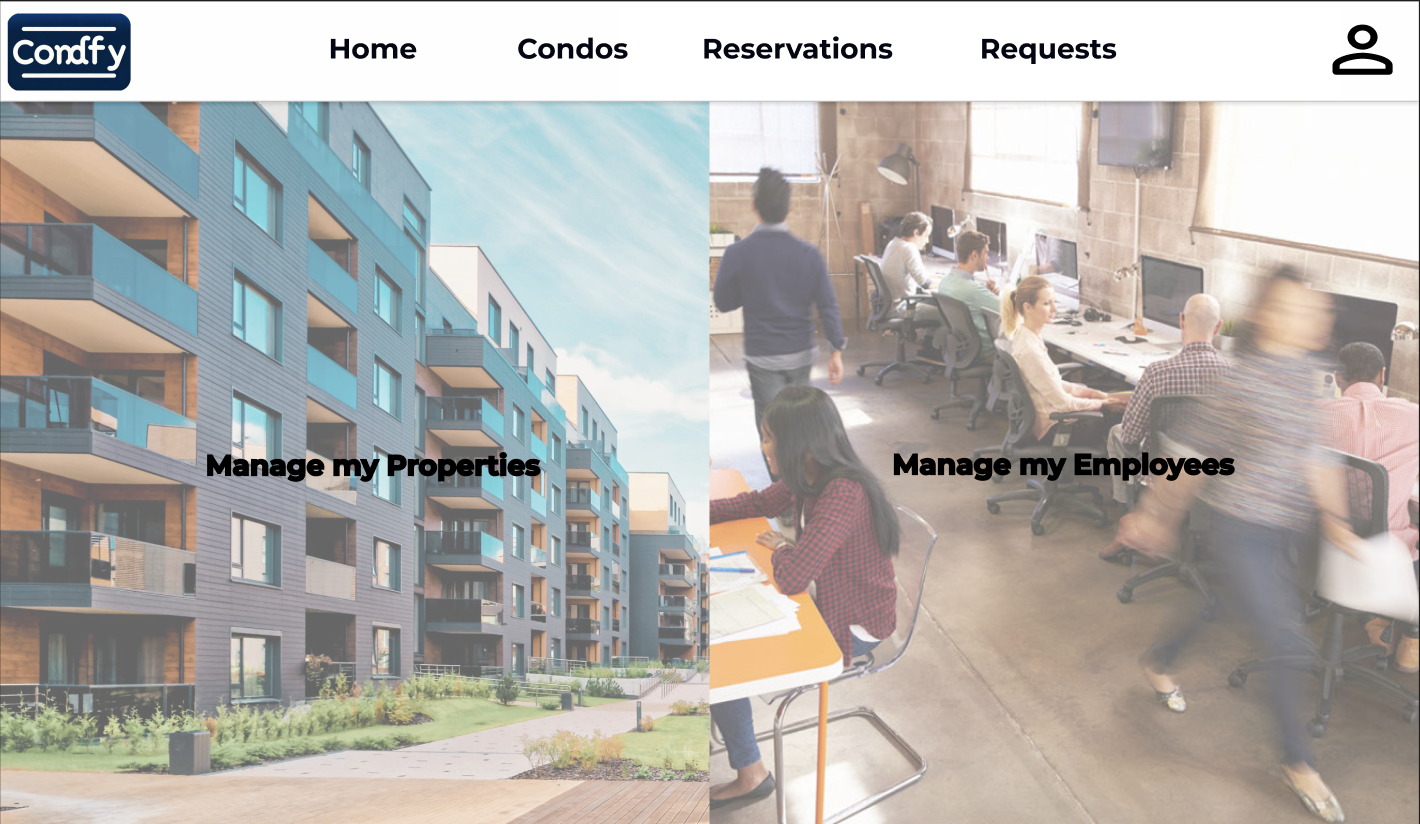 Condfy
Home
Condos
Reservations
Requests
Manage my Properties
Manage my Employees